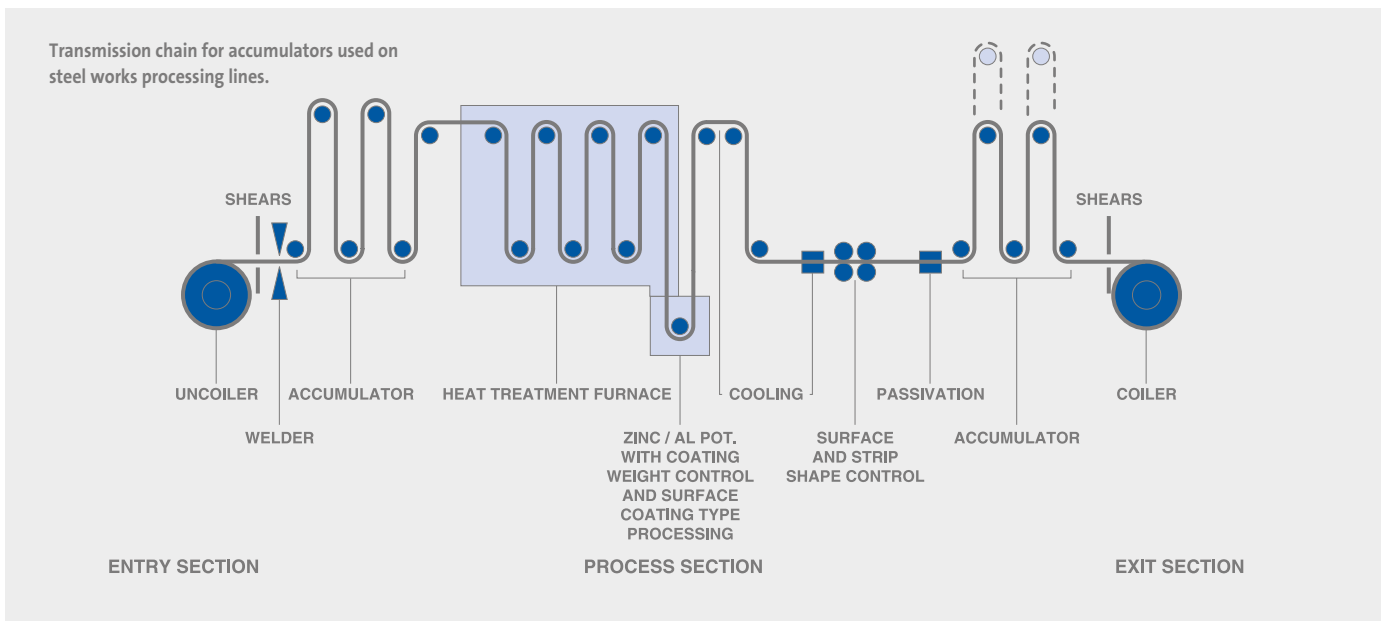 Transmission chain for accumulators used on
steel works processing lines.
SHEARS
SHEARS
UNCOILER
ACCUMULATOR
HEAT TREATMENT FURNACE
COOLING
PASSIVATION
COILER
WELDER
ZINC / AL POT.
WITH COATING
WEIGHT CONTROL
AND SURFACE
COATING TYPE
PROCESSING
SURFACE
AND STRIP
SHAPE CONTROL
ACCUMULATOR
ENTRY SECTION
PROCESS SECTION
EXIT SECTION